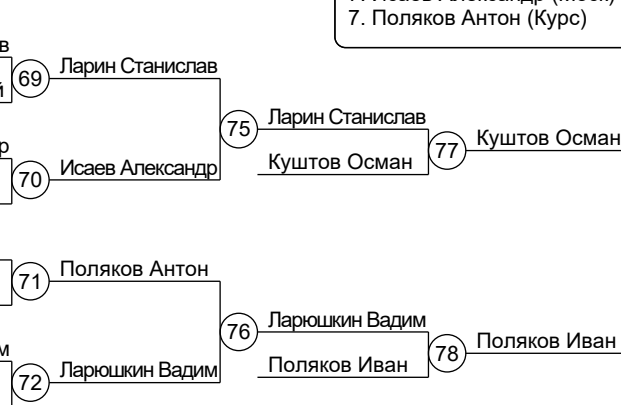 7. Поляков Антон (Курс)
в
69
Ларин Станислав
й
75
Ларин Станислав
р
70
Исаев Александр
Куштов Осман
77
Куштов Осман
71
Поляков Антон
76
Ларюшкин Вадим
м
72
Ларюшкин Вадим
Поляков Иван
78
Поляков Иван